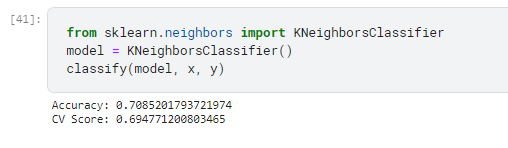 [41]:
from sklearn.neighbors import KNeighborsClassifier
model = KNeighborsClassifier()
classify(model, x, y)
Accuracy: 0.7085201793721974
CV Score: 0.694771200803465